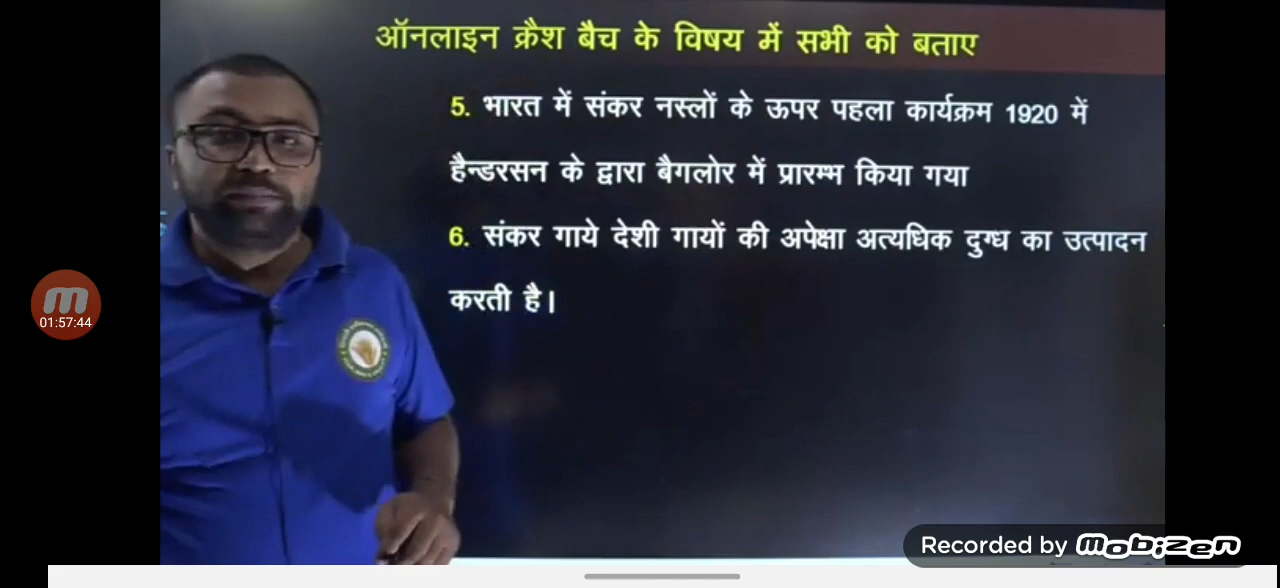 ऑनलाइन क्रैश बैच के विषय में सभी को बताए
5. भारत में संकर नस्लों के ऊपर पहला कार्यक्रम 1920 में
हैन्डरसन के द्वारा बैगलोर में प्रारम्भ किया गया
6. संकर गाये देशी गायों की अपेक्षा अत्यधिक दुग्ध का उत्पादन
करती है।
01:57:44
Recorded by mobizen